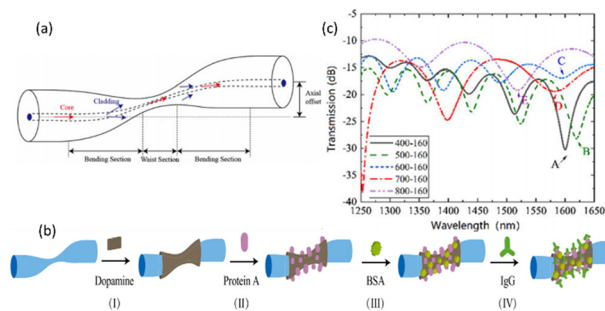 (a)
Core
Cladding
Axial
offset
Bending Section
Waist Section
Bending Section
(c)
Transmission (dB)
-5
-10
-15
-20
-25
-30
-35
-40
C
D
E
A
B
400-160
500-160
600-160
700-160
800-160
1250 1300 1350 1400 1450 1500 1550 1600 1650
Wavelength (nm)
(b)
Dopamine
Protein A
BSA
IgG
(I)
(II)
(III)
(IV)